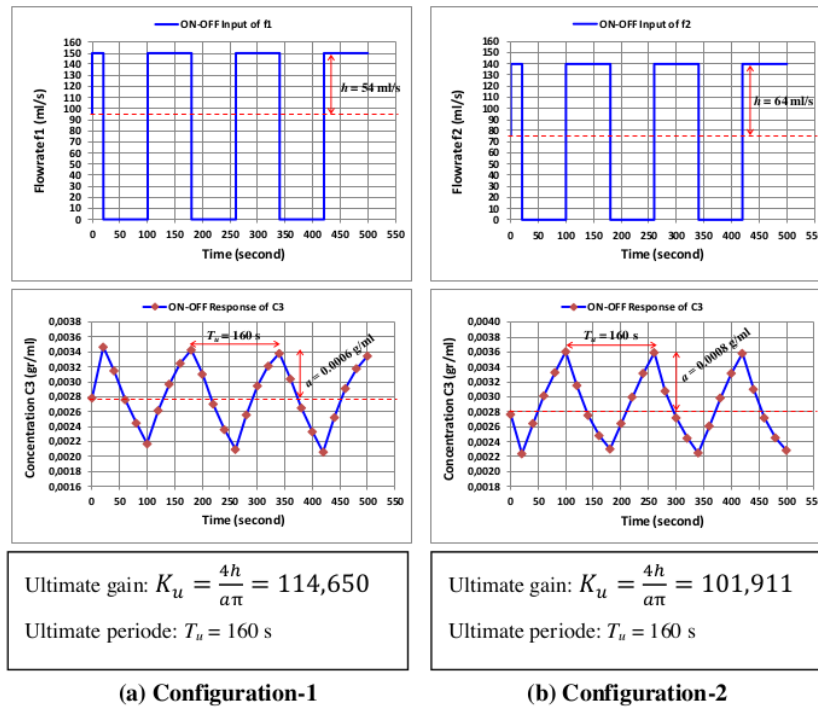 ON-OFF Input of f1
160
150
140
130
120
110
100
90
80
70
60
50
40
30
20
10
0
Flowrate f1 (ml/s)
h = 54 ml/s
0 50 100 150 200 250 300 350 400 450 500 550
Time (second)
ON-OFF Response of C3
0,0038
0,0036
0,0034
0,0032
0,0030
0,0028
0,0026
0,0024
0,0022
0,0020
0,0018
0,0016
Concentration C3 (gr/ml)
Tu = 160 s
a = 0.0006 g/ml
0 50 100 150 200 250 300 350 400 450 500 550
Time (second)
Ultimate gain: Ku = 4h/aπ = 114,650
Ultimate periode: Tu = 160 s
(a) Configuration-1
ON-OFF Input of f2
160
150
140
130
120
110
100
90
80
70
60
50
40
30
20
10
0
Flowrate f2 (ml/s)
h = 64 ml/s
0 50 100 150 200 250 300 350 400 450 500 550
Time (second)
ON-OFF Response of C3
0,0040
0,0038
0,0036
0,0034
0,0032
0,0030
0,0028
0,0026
0,0024
0,0022
0,0020
0,0018
Concentration C3 (gr/ml)
Tu = 160 s
a = 0.0008 g/ml
0 50 100 150 200 250 300 350 400 450 500 550
Time (second)
Ultimate gain: Ku = 4h/aπ = 101,911
Ultimate periode: Tu = 160 s
(b) Configuration-2